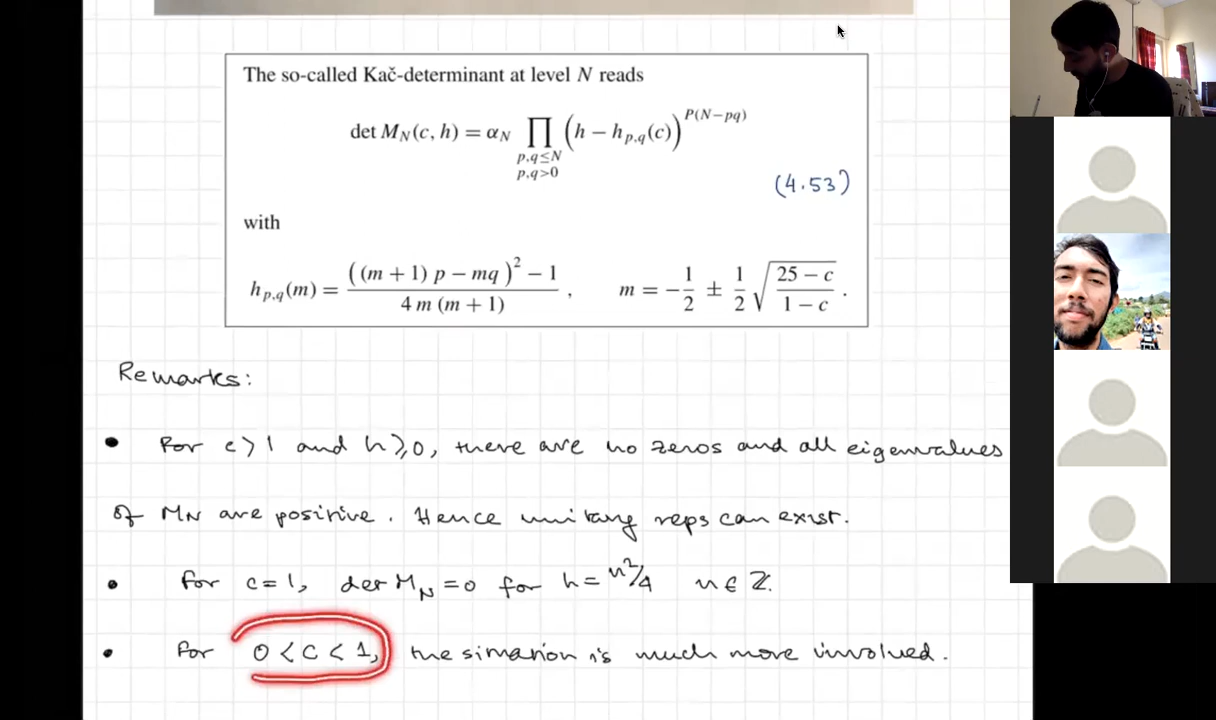 The so-called Kač-determinant at level N reads
det M_N(c, h) = α_N ∏_{p,q≤N p,q>0} (h − h_{p,q}(c))^{P(N−pq)}
(4.53)
with
h_{p,q}(m) = ((m + 1) p − mq)² − 1 / 4 m (m + 1) , m = − 1/2 ± 1/2 √(25 − c / 1 − c) .
Remarks:
• For c > 1 and h ≥ 0, there are no zeros and all eigenvalues
of M_N are positive. Hence unitary reps can exist.
• for c = 1, det M_N = 0 for h = n²/4 n ∈ ℤ.
• for 0 < c < 1, the situation is much more involved.